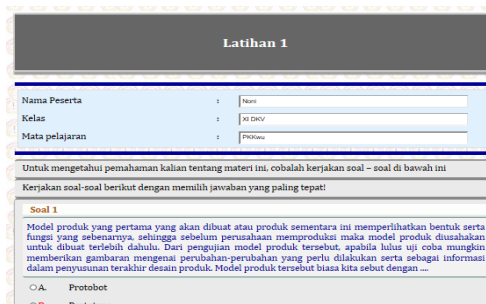 Latihan 1
Nama Peserta : Noni
Kelas : XI DKV
Mata pelajaran : PKKwu
Untuk mengetahui pemahaman kalian tentang materi ini, cobalah kerjakan soal – soal di bawah ini
Kerjakan soal-soal berikut dengan memilih jawaban yang paling tepat!
Soal 1
Model produk yang pertama yang akan dibuat atau produk sementara ini memperlihatkan bentuk serta
fungsi yang sebenarnya, sehingga sebelum perusahaan memproduksi maka model produk diusahakan
untuk dibuat terlebih dahulu. Dari pengujian model produk tersebut, apabila lulus uji coba mungkin
memberikan gambaran mengenai perubahan-perubahan yang perlu dilakukan serta sebagai informasi
dalam penyusunan terakhir desain produk. Model produk tersebut biasa kita sebut dengan ....
A. Protobot